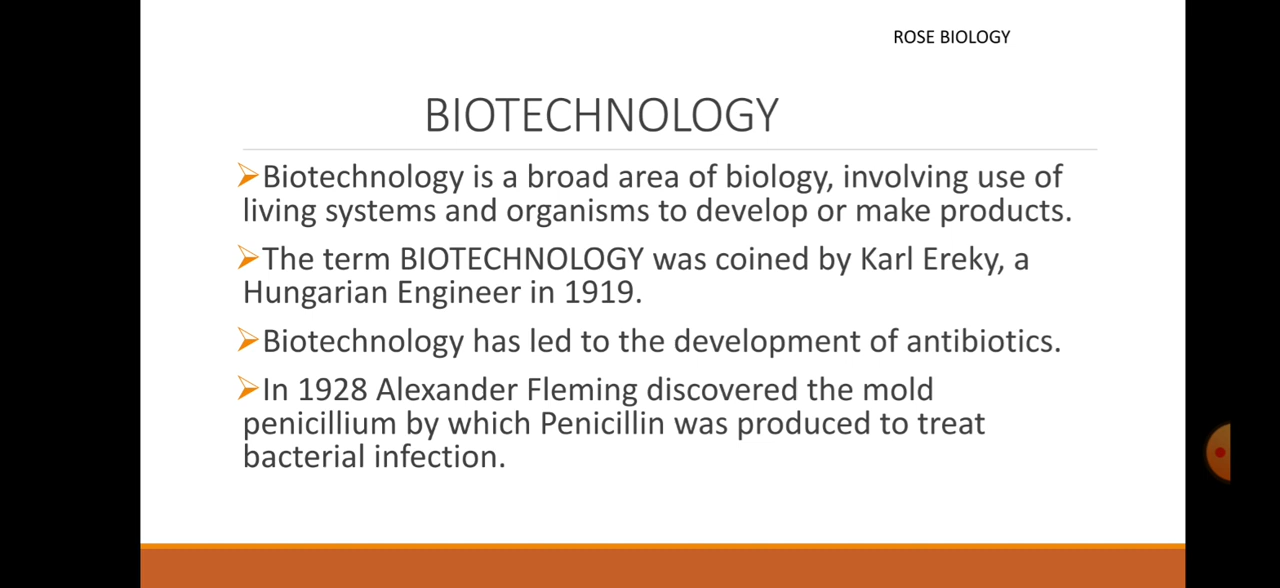 ROSE BIOLOGY
BIOTECHNOLOGY
➢Biotechnology is a broad area of biology, involving use of
living systems and organisms to develop or make products.
➢The term BIOTECHNOLOGY was coined by Karl Ereky, a
Hungarian Engineer in 1919.
➢Biotechnology has led to the development of antibiotics.
➢In 1928 Alexander Fleming discovered the mold
penicillium by which Penicillin was produced to treat
bacterial infection.